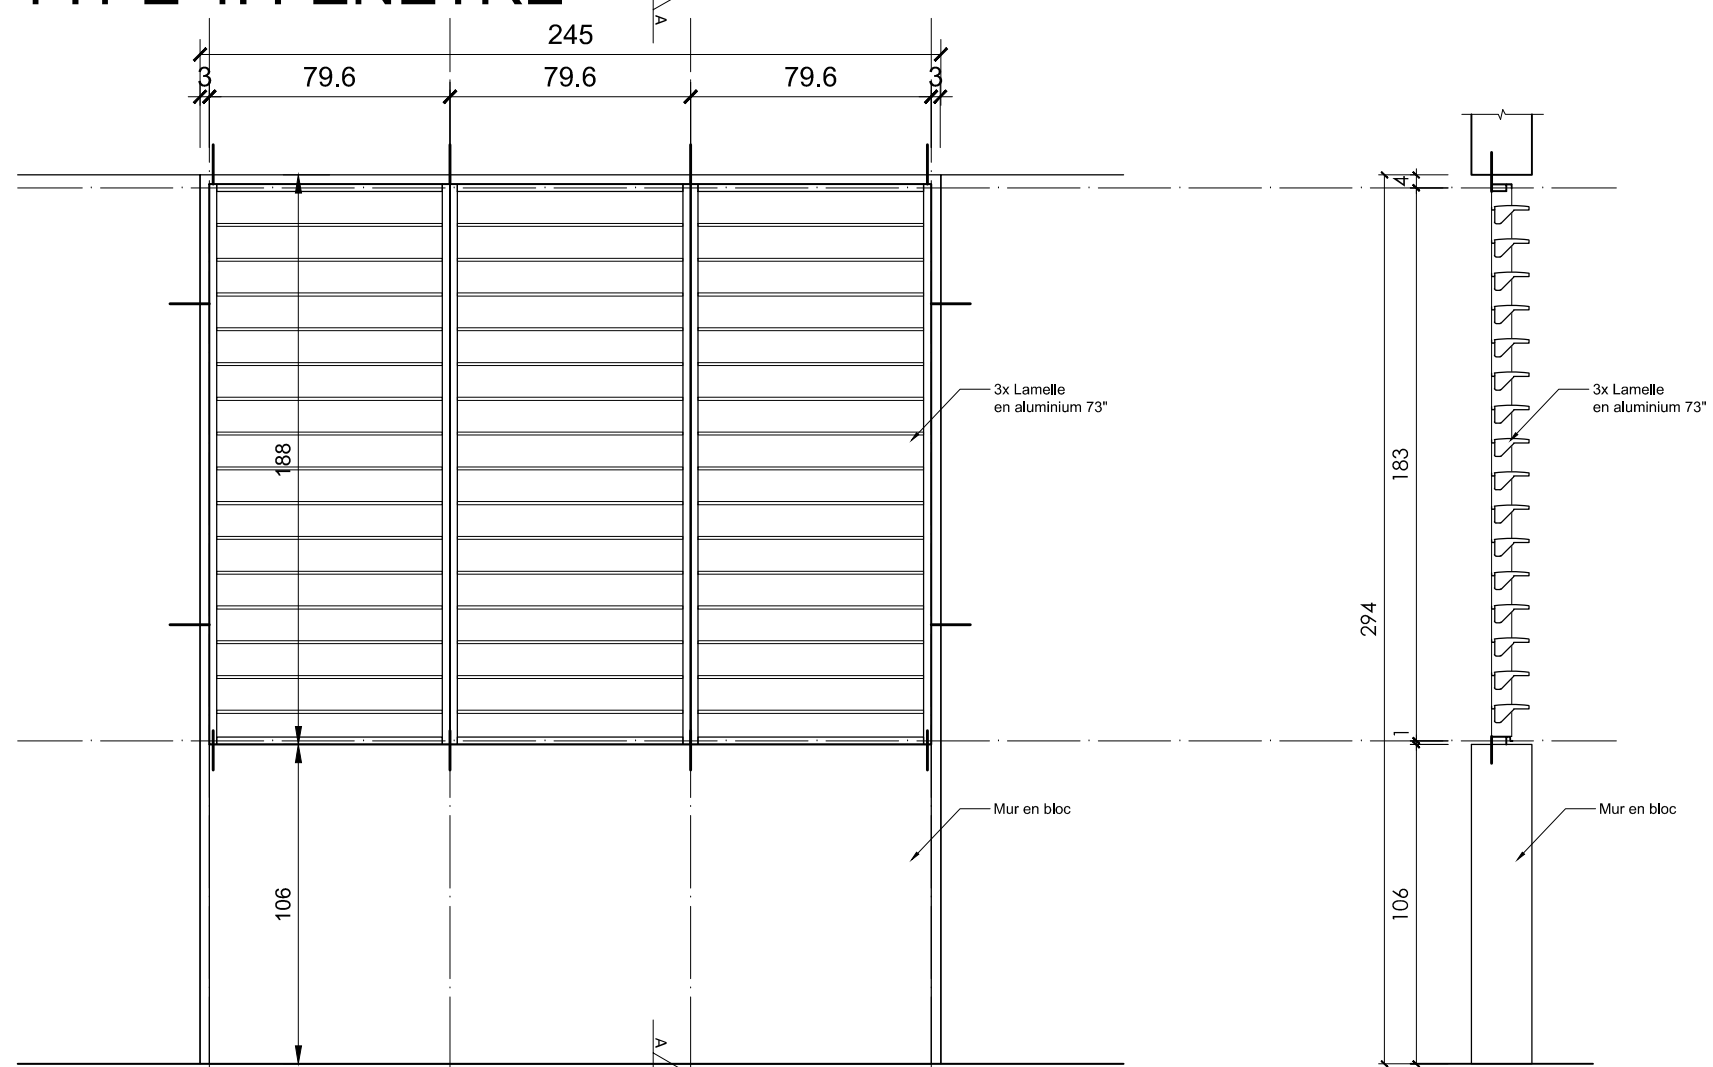 245
3 79.6 79.6 79.6 3
A
4
188
183
294
3x Lamelle
en aluminium 73"
3x Lamelle
en aluminium 73"
1
106
106
Mur en bloc
Mur en bloc
A